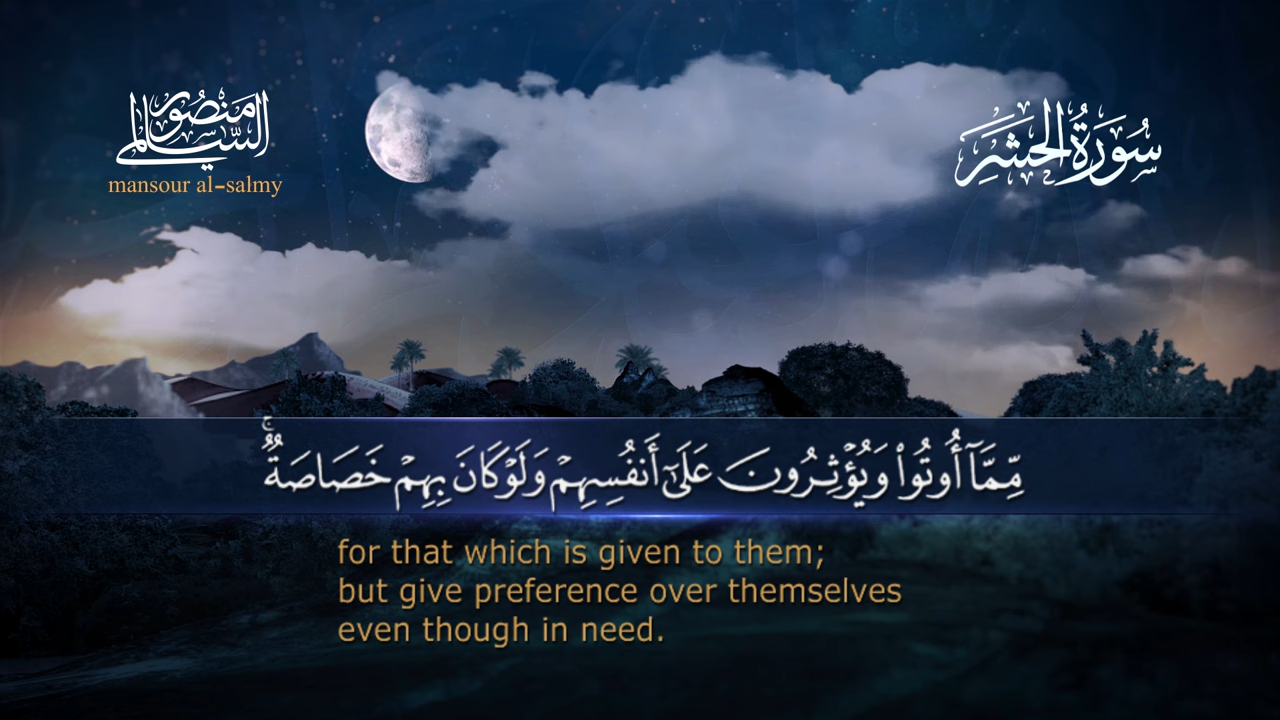 منصور السالمي
mansour al-salmy
سُورَةُ الحَشرِ
مِّمَّآ أُوتُواْ وَيُؤْثِرُونَ عَلَىٰٓ أَنفُسِهِمْ وَلَوْ كَانَ بِهِمْ خَصَاصَةٌۚ
for that which is given to them;
but give preference over themselves
even though in need.